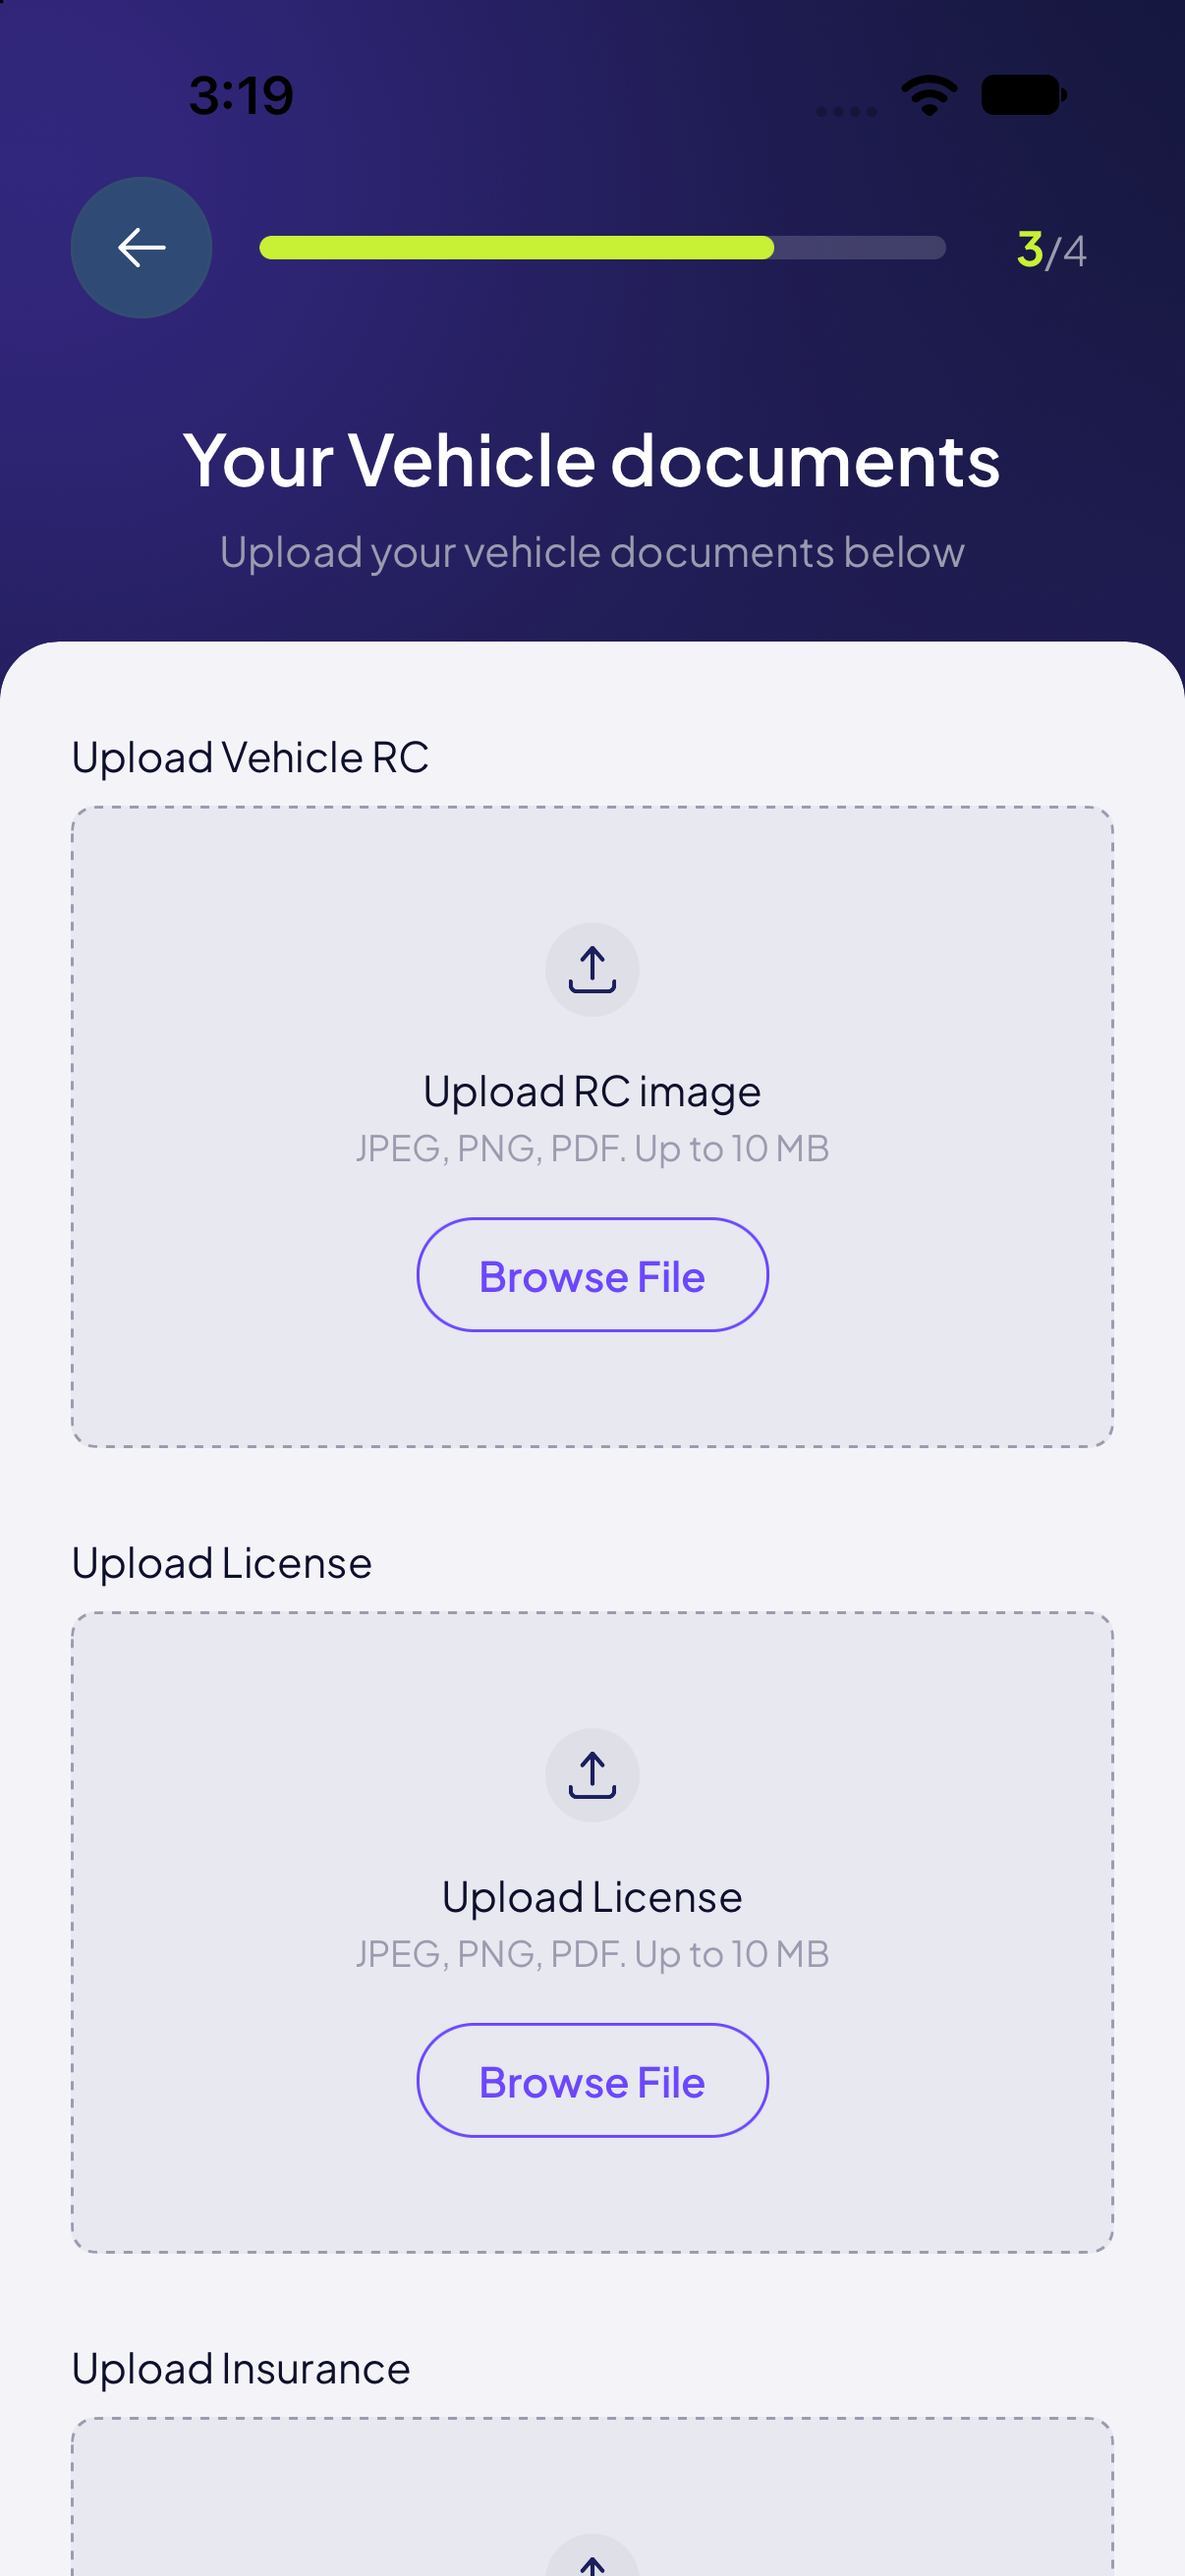 3:19
3/4
Your Vehicle documents
Upload your vehicle documents below
Upload Vehicle RC
Upload RC image
JPEG, PNG, PDF. Up to 10 MB
Browse File
Upload License
Upload License
JPEG, PNG, PDF. Up to 10 MB
Browse File
Upload Insurance